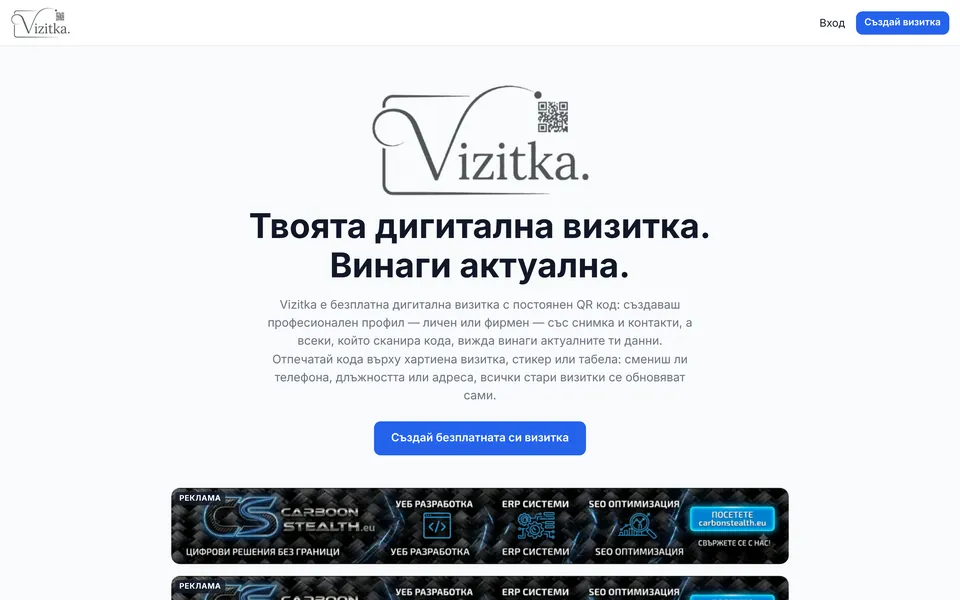 Vizitka.
Вход
Създай визитка
Vizitka.
Твоята дигитална визитка.
Винаги актуална.
Vizitka е безплатна дигитална визитка с постоянен QR код: създаваш
професионален профил — личен или фирмен — със снимка и контакти, а
всеки, който сканира кода, вижда винаги актуалните ти данни.
Отпечатай кода върху хартиена визитка, стикер или табела: смениш ли
телефона, длъжността или адреса, всички стари визитки се обновяват
сами.
Създай безплатната си визитка
РЕКЛАМА
CS CARBOON
STEALTH.eu
ЦИФРОВИ РЕШЕНИЯ БЕЗ ГРАНИЦИ
УЕБ РАЗРАБОТКА
УЕБ РАЗРАБОТКА
ERP СИСТЕМИ
ERP СИСТЕМИ
SEO ОПТИМИЗАЦИЯ
SEO ОПТИМИЗАЦИЯ
ПОСЕТЕТЕ
carbonstealth.eu
СВЪРЖЕТЕ СЕ С НАС!
РЕКЛАМА
CARBOON
УЕБ РАЗРАБОТКА
ERP СИСТЕМИ
SEO ОПТИМИЗАЦИЯ